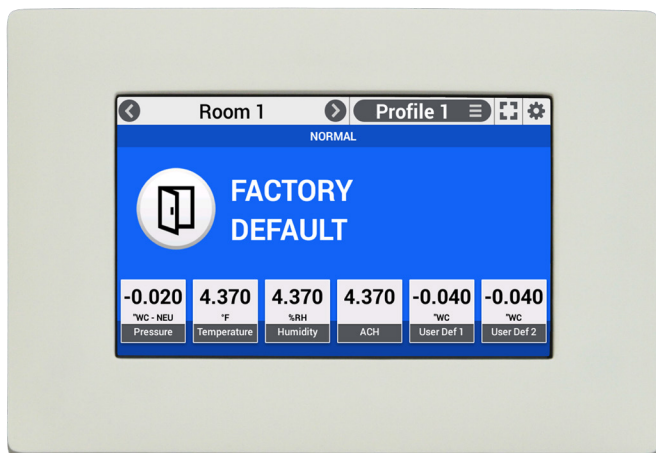 Room 1
Profile 1
NORMAL
FACTORY
DEFAULT
-0.020 4.370 4.370 4.370 -0.040 -0.040
"WC - NEU °F %RH "WC "WC
Pressure Temperature Humidity ACH User Def 1 User Def 2